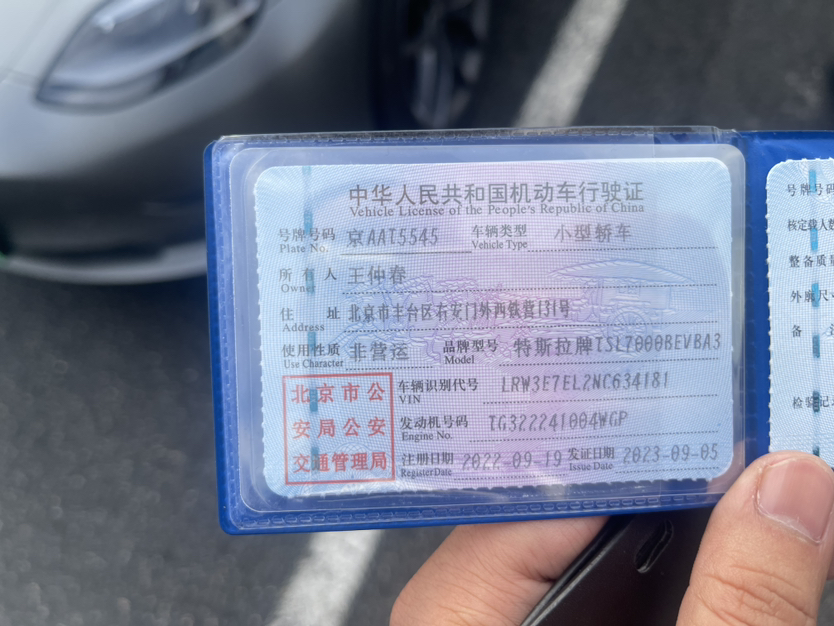 中华人民共和国机动车行驶证
Vehicle License of the People's Republic of China
号牌号码 京AAT5545 车辆类型 小型轿车
Plate No. Vehicle Type
所有人 王仲春
Owner
住址 北京市丰台区右安门外西铁营131号
Address
使用性质 非营运 品牌型号 特斯拉牌TSL7000BEVBA3
Use Character Model
北京市公
安局公安
交通管理局
车辆识别代号 LRW3E7EL2NC634181
VIN
发动机号码 TG322241004WGP
Engine No.
注册日期 2022-09-19 发证日期 2023-09-05
Register Date Issue Date
号牌号码
核定载人数
整备质量
外廓尺寸
备
检验记